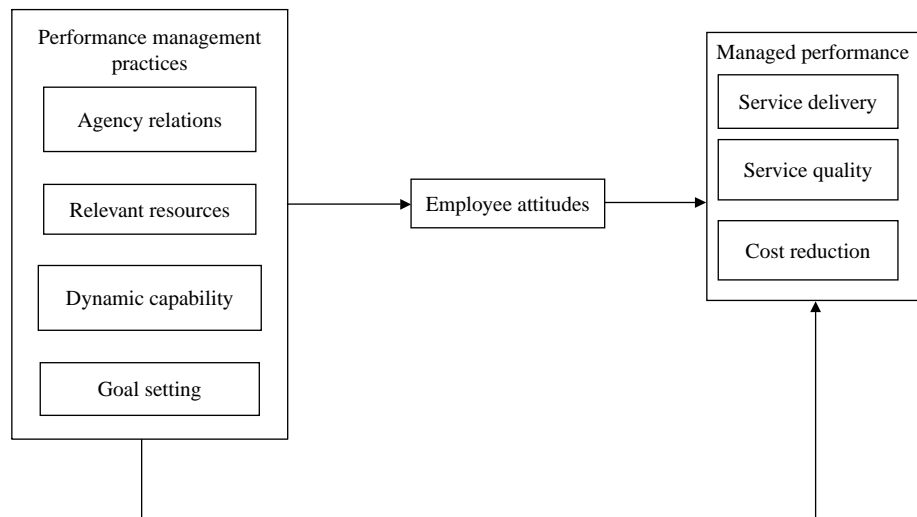 Performance management
practices
Agency relations
Relevant resources
Dynamic capability
Goal setting
Employee attitudes
Managed performance
Service delivery
Service quality
Cost reduction